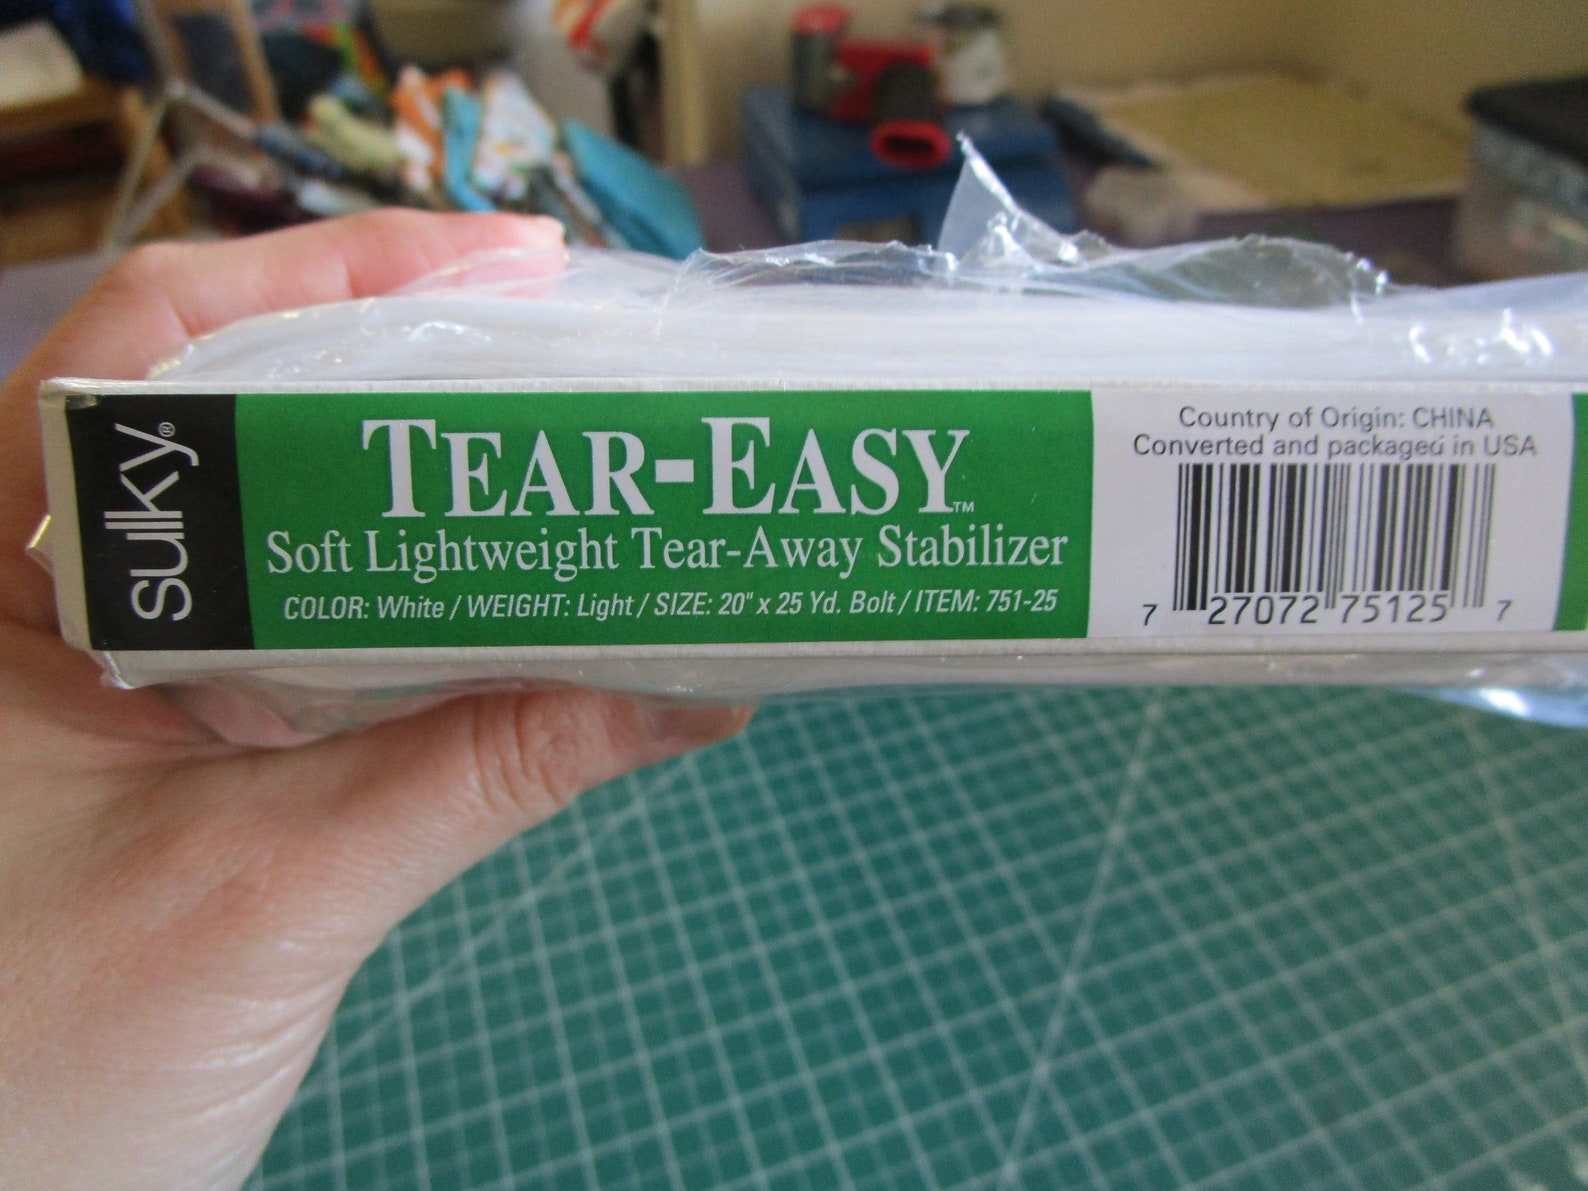 sulky®
TEAR-EASY™
Soft Lightweight Tear-Away Stabilizer
COLOR: White / WEIGHT: Light / SIZE: 20" x 25 Yd. Bolt / ITEM: 751-25
Country of Origin: CHINA
Converted and packaged in USA
7 27072 75125 7